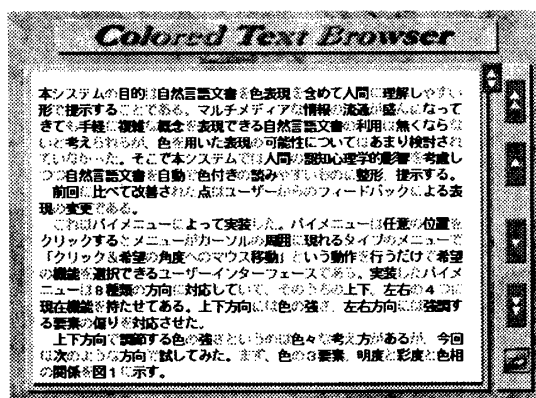 Colored Text Browser
本システムの目的は自然言語文書を色表現を含めて人間に理解しやすい
形で提示することである。マルチメディアな情報の流通が盛んになって
きても手軽に複雑な概念を表現できる自然言語文書の利用は無くならな
いと考えられるが、色を用いた表現の可能性についてはあまり検討され
ていなかった。そこで本システムでは人間の認知心理学的影響を考慮し
つつ自然言語文書を自動で色付きの読みやすいものに整形、提示する。
前回に比べて改善された点はユーザーからのフィードバックによる表
現の変更である。
これはパイメニューによって実装した。パイメニューは任意の位置を
クリックするとメニューがカーソルの周囲に現れるタイプのメニューで
「クリック&希望の角度へのマウス移動」という動作を行うだけで希望
の機能を選択できるユーザーインターフェースである。実装したパイメ
ニューは8種類の方向に対応していて、そのうちの上下、左右の4つに
現在機能を持たせてある。上下方向には色の強さ、左右方向には強調す
る要素の偏りを対応させた。
上下方向で調節する色の強さというのは色々な考え方があるが、今回
は次のような方向で試してみた。まず、色の3要素、明度と彩度と色相
の関係を図1に示す。